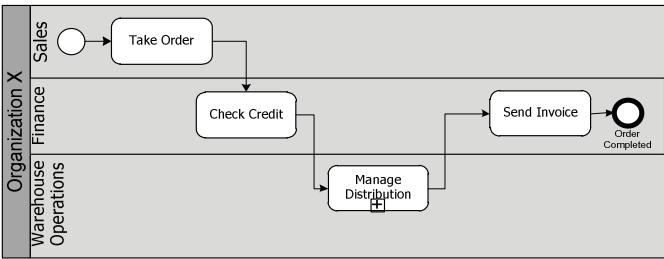 Organization X
Sales
Take Order
Finance
Check Credit
Send Invoice
Order
Completed
Warehouse
Operations
Manage
Distribution